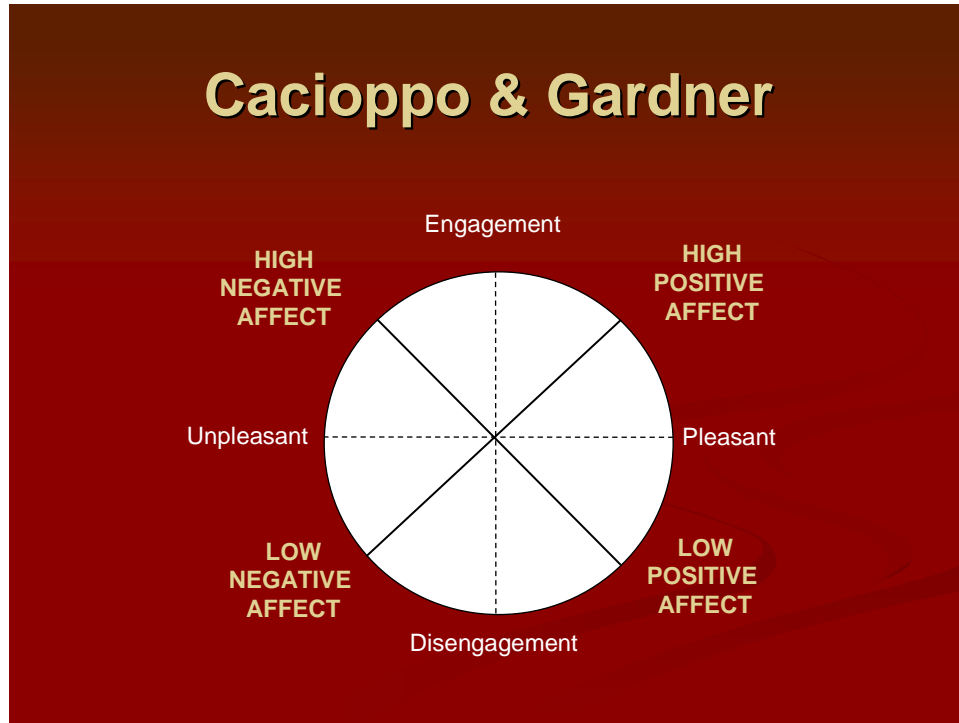 Cacioppo & Gardner
Engagement
HIGH
NEGATIVE
AFFECT
HIGH
POSITIVE
AFFECT
Unpleasant
Pleasant
LOW
NEGATIVE
AFFECT
LOW
POSITIVE
AFFECT
Disengagement